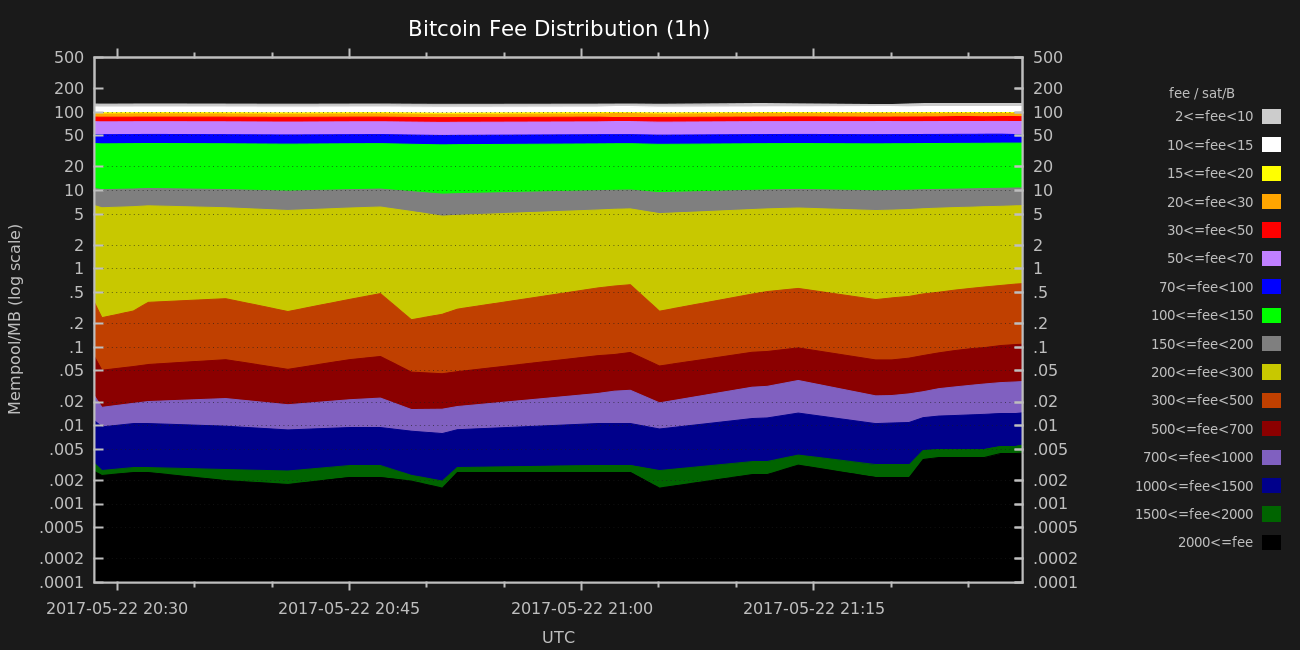 Bitcoin Fee Distribution (1h)
Mempool/MB (log scale)
500
200
100
50
20
10
5
2
1
.5
.2
.1
.05
.02
.01
.005
.002
.001
.0005
.0002
.0001
500
200
100
50
20
10
5
2
1
.5
.2
.1
.05
.02
.01
.005
.002
.001
.0005
.0002
.0001
2017-05-22 20:30 2017-05-22 20:45 2017-05-22 21:00 2017-05-22 21:15
UTC
fee / sat/B
2<=fee<10
10<=fee<15
15<=fee<20
20<=fee<30
30<=fee<50
50<=fee<70
70<=fee<100
100<=fee<150
150<=fee<200
200<=fee<300
300<=fee<500
500<=fee<700
700<=fee<1000
1000<=fee<1500
1500<=fee<2000
2000<=fee